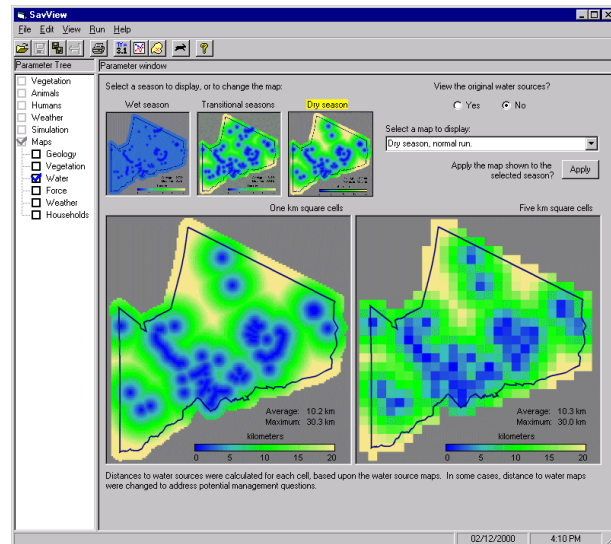 SavView
File Edit View Run Help
Parameter Tree
Parameter window
Vegetation
Animals
Humans
Weather
Simulation
Maps
Geology
Vegetation
Water
Force
Weather
Households
Select a season to display, or to change the map:
Wet season
Transitional seasons
Dry season
View the original water sources?
Yes
No
Select a map to display:
Dry season, normal run.
Apply the map shown to the
selected season?
Apply
One km square cells
Average: 10.2 km
Maximum: 30.3 km
kilometers
0 5 10 15 20
Five km square cells
Average: 10.3 km
Maximum: 30.0 km
kilometers
0 5 10 15 20
Distances to water sources were calculated for each cell, based upon the water source maps. In some cases, distance to water maps
were changed to address potential management questions.
02/12/2000
4:10 PM